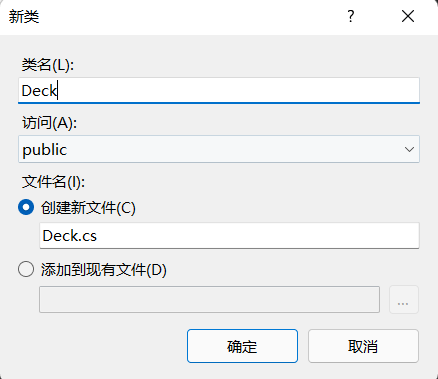 新类
?
类名(L):
Deck
访问(A):
public
文件名(I):
创建新文件(C)
Deck.cs
添加到现有文件(D)
...
确定
取消